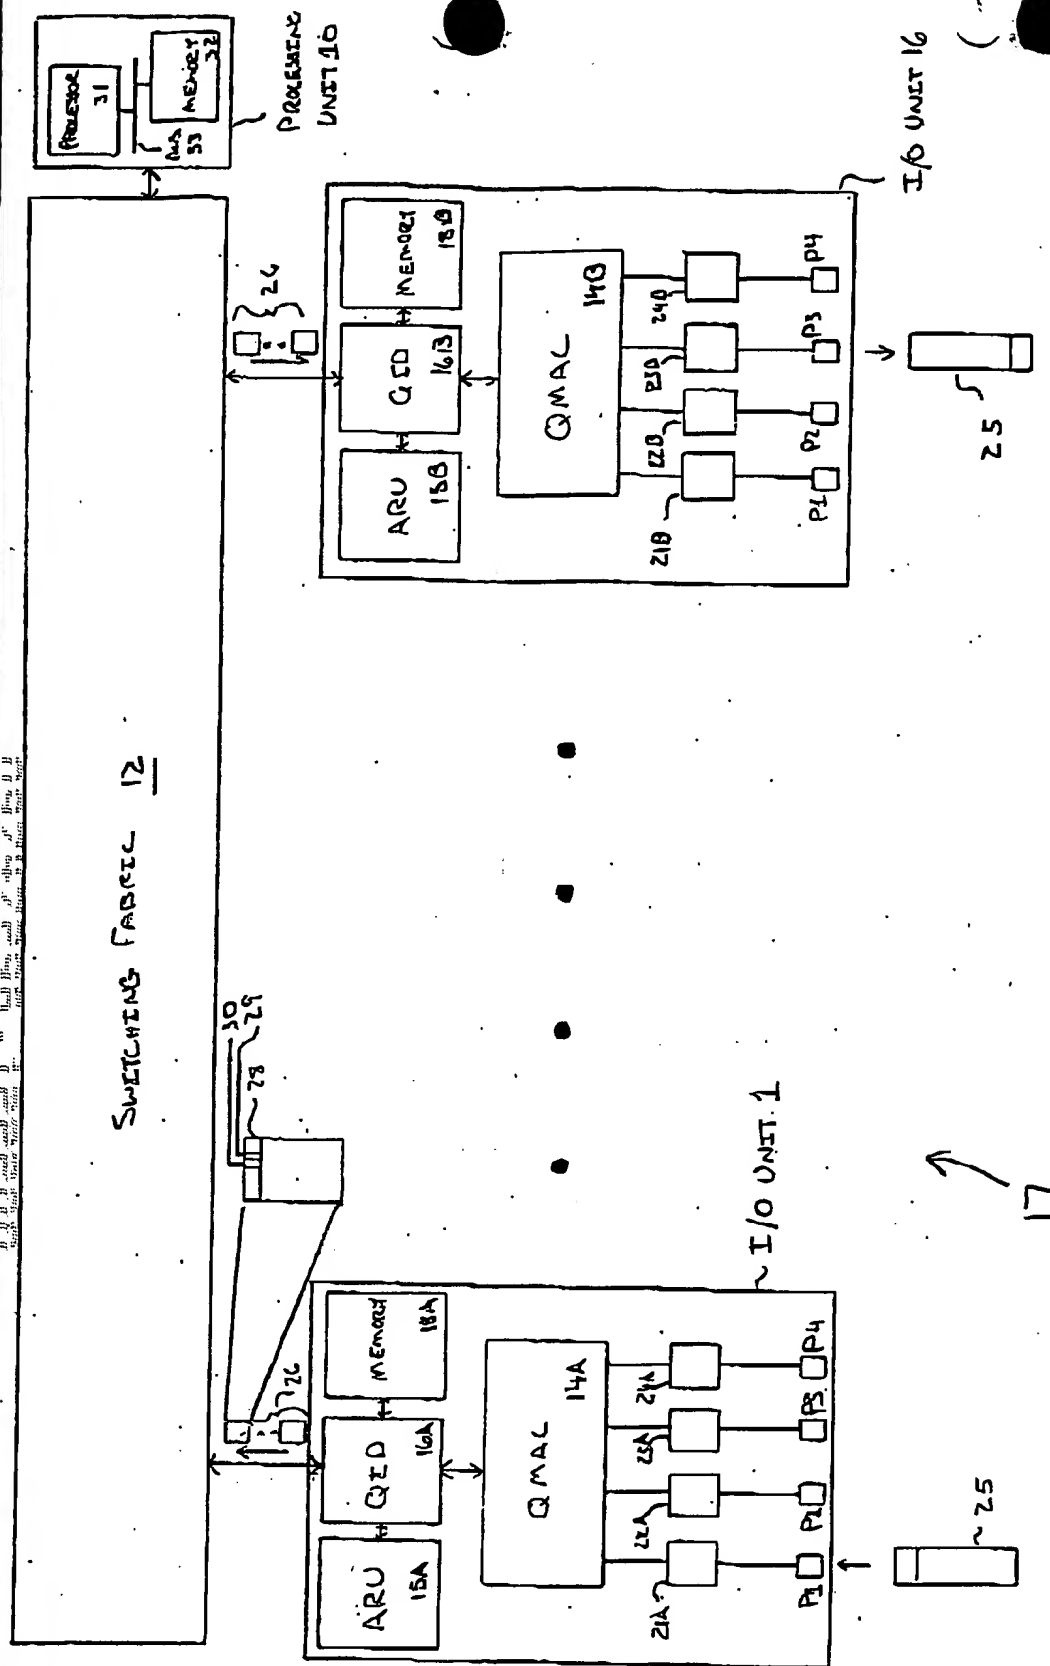 SWITCHING FABRIC 12
PROCESSOR
31
MEMORY
32
BUS
33
PROCESSING
UNIT 10
30
29
28
26
26
ARU
15A
QID
16A
MEMORY
18A
QMAC
14A
21A
22A
23A
24A
P1
P2
P3
P4
I/O UNIT 1
25
17
ARU
15B
QID
16B
MEMORY
18B
QMAC
14B
21B
22B
23B
24B
P1
P2
P3
P4
I/O UNIT 16
25